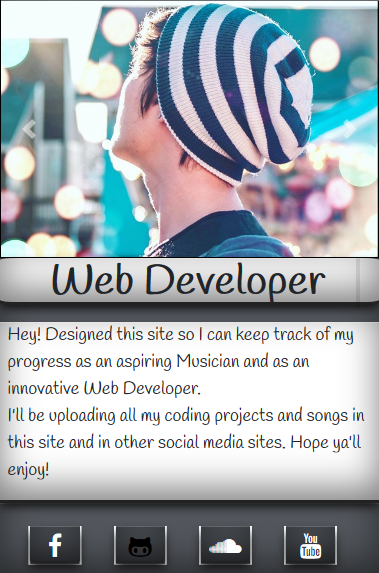 Web Developer
Hey! Designed this site so I can keep track of my
progress as an aspiring Musician and as an
innovative Web Developer.
I'll be uploading all my coding projects and songs in
this site and in other social media sites. Hope ya'll
enjoy!
You
Tube